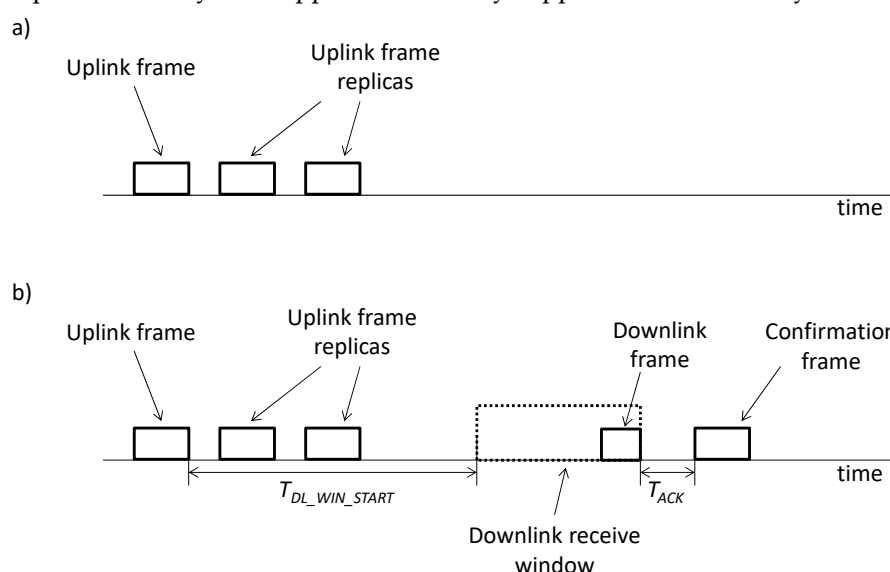 a)
Uplink frame
Uplink frame
replicas
time
b)
Uplink frame
Uplink frame
replicas
Downlink
frame
Confirmation
frame
time
T_DL_WIN_START
T_ACK
Downlink receive
window